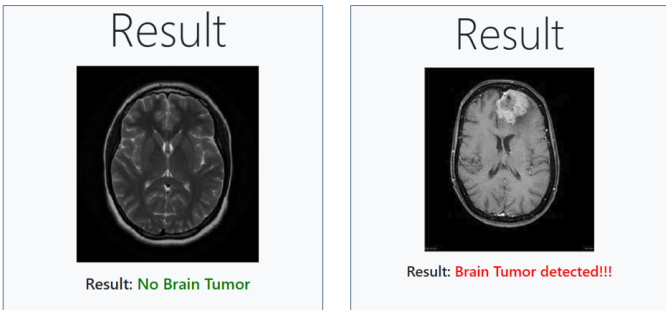 Result
Result: No Brain Tumor
Result
Result: Brain Tumor detected!!!